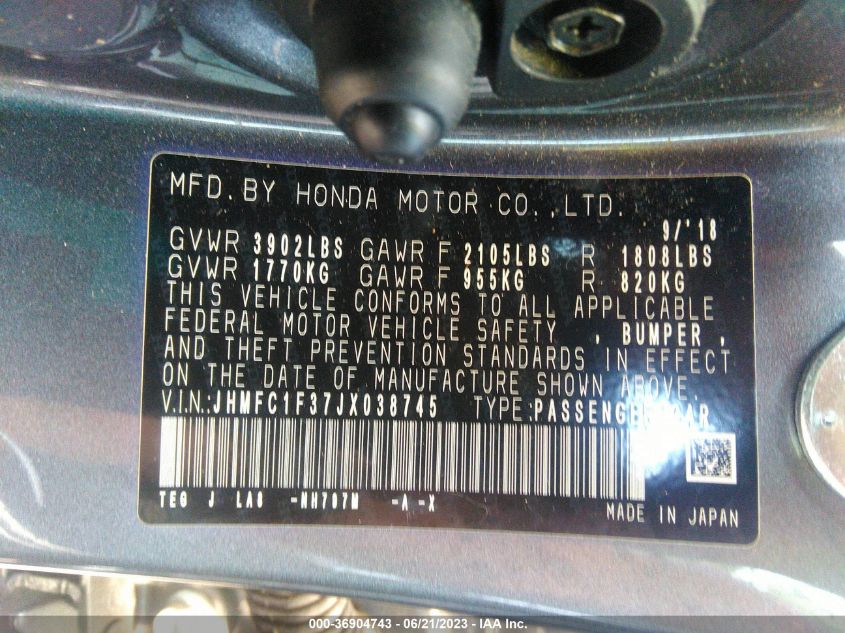 MFD. BY HONDA MOTOR CO., LTD.
9/'18
GVWR 3902LBS GAWR F 2105LBS R 1808LBS
GVWR 1770KG GAWR F 955KG R 820KG
THIS VEHICLE CONFORMS TO ALL APPLICABLE
FEDERAL MOTOR VEHICLE SAFETY , BUMPER ,
AND THEFT PREVENTION STANDARDS IN EFFECT
ON THE DATE OF MANUFACTURE SHOWN ABOVE.
V.I.N.:JHMFC1F37JX038745 TYPE:PASSENGER CAR
TEG J LA8 -NH797M -A -X
MADE IN JAPAN
000-36904743 - 06/21/2023 - IAA Inc.